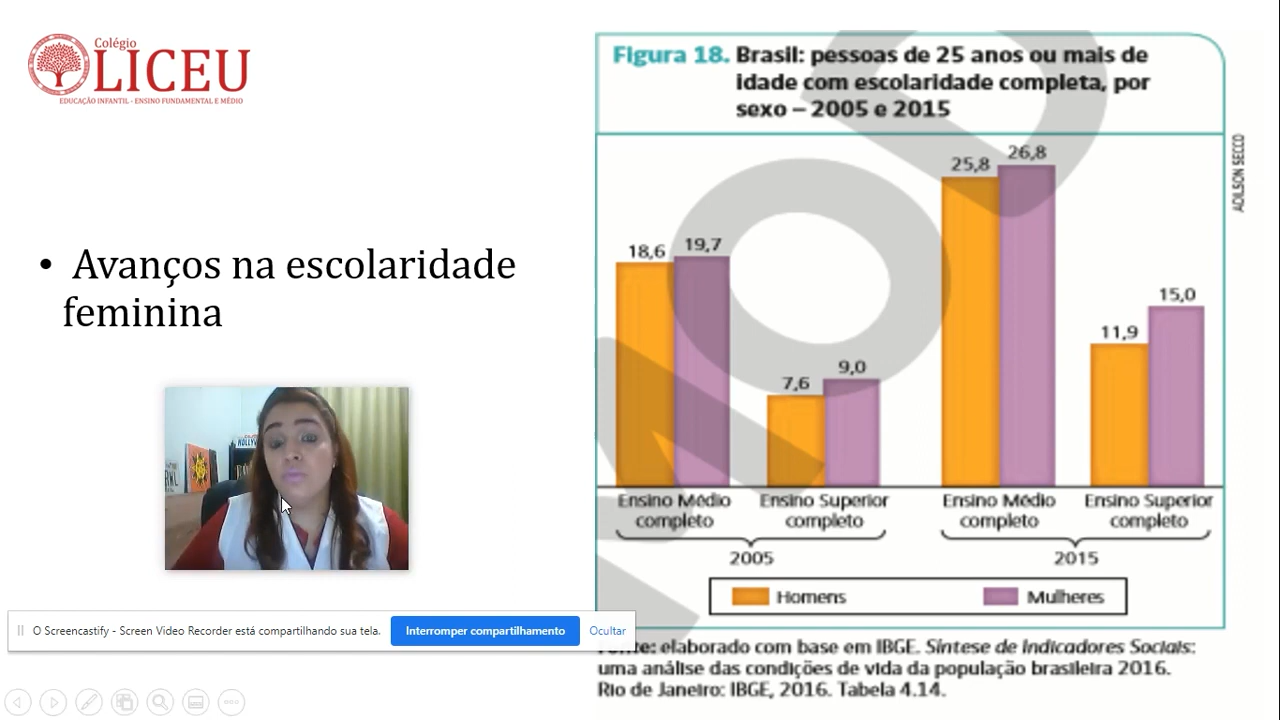 Colégio
LICEU
EDUCAÇÃO INFANTIL - ENSINO FUNDAMENTAL E MÉDIO
• Avanços na escolaridade
feminina
Figura 18. Brasil: pessoas de 25 anos ou mais de
idade com escolaridade completa, por
sexo – 2005 e 2015
ADILSON SECCO
18,6
19,7
7,6
9,0
25,8
26,8
11,9
15,0
Ensino Médio
completo
Ensino Superior
completo
Ensino Médio
completo
Ensino Superior
completo
2005
2015
Homens
Mulheres
O Screencastify - Screen Video Recorder está compartilhando sua tela.
Interromper compartilhamento
Ocultar
Fonte: elaborado com base em IBGE. Síntese de Indicadores Sociais:
uma análise das condições de vida da população brasileira 2016.
Rio de Janeiro: IBGE, 2016. Tabela 4.14.